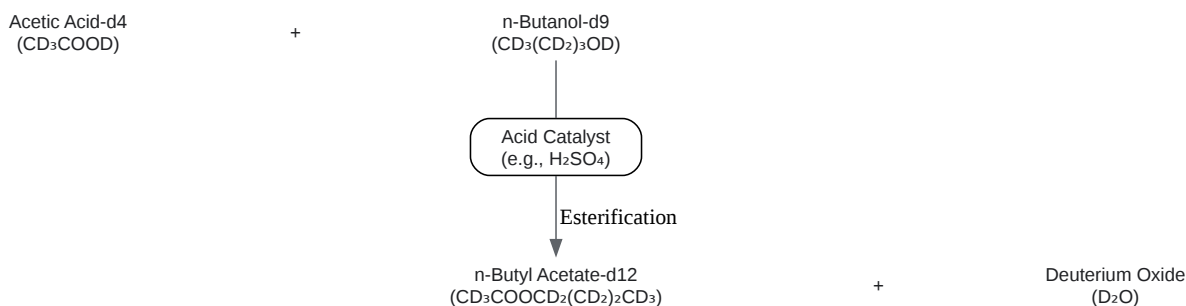 Acetic Acid-d4
(CD₃COOD)
+
n-Butanol-d9
(CD₃(CD₂)₃OD)
Acid Catalyst
(e.g., H₂SO₄)
Esterification
n-Butyl Acetate-d12
(CD₃COOCD₂(CD₂)₂CD₃)
+
Deuterium Oxide
(D₂O)